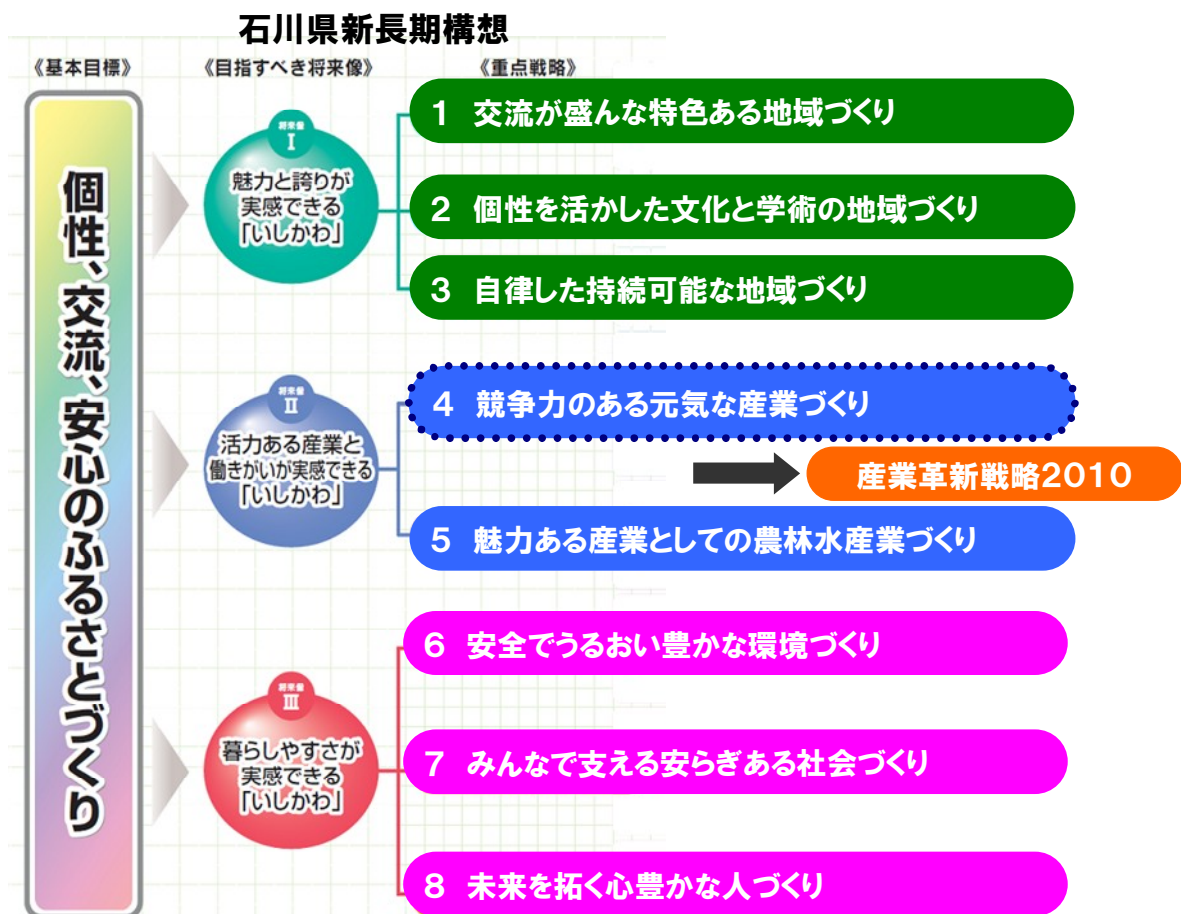 石川県新長期構想
《基本目標》
《目指すべき将来像》
《重点戦略》
個性、交流、安心のふるさとづくり
将来像
Ⅰ
魅力と誇りが
実感できる
「いしかわ」
1 交流が盛んな特色ある地域づくり
2 個性を活かした文化と学術の地域づくり
3 自律した持続可能な地域づくり
将来像
Ⅱ
活力ある産業と
働きがいが実感できる
「いしかわ」
4 競争力のある元気な産業づくり
産業革新戦略2010
5 魅力ある産業としての農林水産業づくり
将来像
Ⅲ
暮らしやすさが
実感できる
「いしかわ」
6 安全でうるおい豊かな環境づくり
7 みんなで支える安らぎある社会づくり
8 未来を拓く心豊かな人づくり